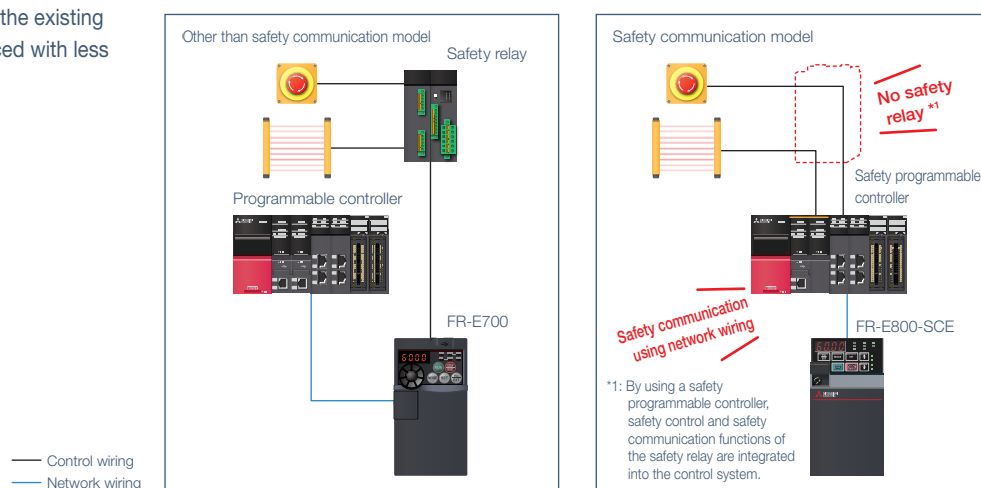 the existing
ced with less
Other than safety communication model
Safety relay
Programmable controller
FR-E700
6000
Control wiring
Network wiring
Safety communication model
No safety
relay *1
Safety programmable
controller
Safety communication
using network wiring
FR-E800-SCE
6000
*1: By using a safety
programmable controller,
safety control and safety
communication functions of
the safety relay are integrated
into the control system.